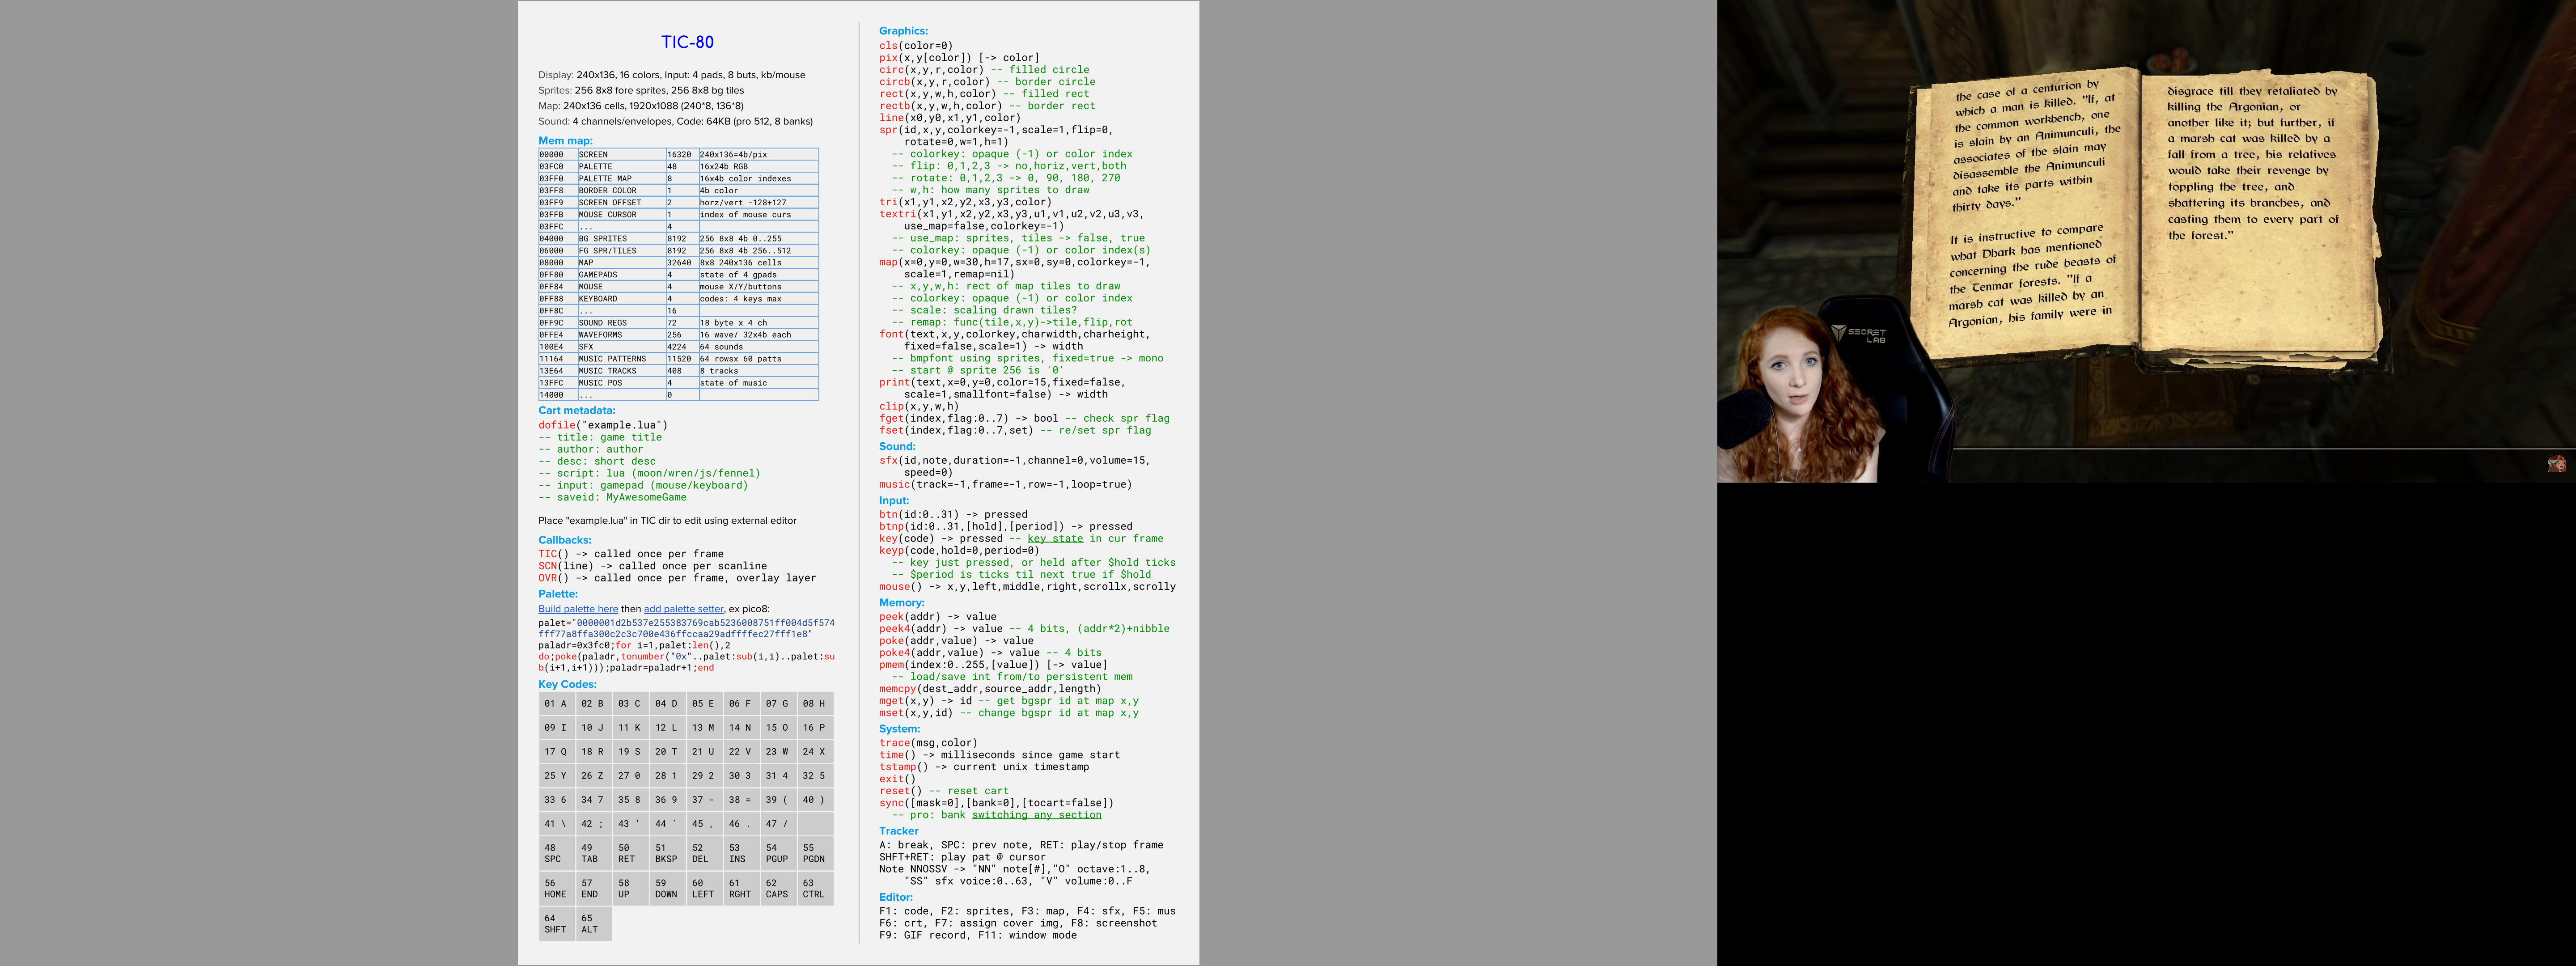 TIC-80
Display: 240x136, 16 colors, Input: 4 pads, 8 buts, kb/mouse
Sprites: 256 8x8 fore sprites, 256 8x8 bg tiles
Map: 240x136 cells, 1920x1088 (240*8, 136*8)
Sound: 4 channels/envelopes, Code: 64KB (pro 512, 8 banks)
Mem map:
00000 SCREEN 16320 240x136=4b/pix
03FC0 PALETTE 48 16x24b RGB
03FF0 PALETTE MAP 8 16x4b color indexes
03FF8 BORDER COLOR 1 4b color
03FF9 SCREEN OFFSET 2 horz/vert -128+127
03FFB MOUSE CURSOR 1 index of mouse curs
03FFC ... 4
04000 BG SPRITES 8192 256 8x8 4b 0..255
06000 FG SPR/TILES 8192 256 8x8 4b 256..512
08000 MAP 32640 8x8 240x136 cells
0FF80 GAMEPADS 4 state of 4 gpads
0FF84 MOUSE 4 mouse X/Y/buttons
0FF88 KEYBOARD 4 codes: 4 keys max
0FF8C ... 16
0FF9C SOUND REGS 72 18 byte x 4 ch
0FFE4 WAVEFORMS 256 16 wave/ 32x4b each
100E4 SFX 4224 64 sounds
11164 MUSIC PATTERNS 11520 64 rowsx 60 patts
13E64 MUSIC TRACKS 408 8 tracks
13FFC MUSIC POS 4 state of music
14000 ... 0
Cart metadata:
dofile("example.lua")
-- title: game title
-- author: author
-- desc: short desc
-- script: lua (moon/wren/js/fennel)
-- input: gamepad (mouse/keyboard)
-- saveid: MyAwesomeGame
Place "example.lua" in TIC dir to edit using external editor
Callbacks:
TIC() -> called once per frame
SCN(line) -> called once per scanline
OVR() -> called once per frame, overlay layer
Palette:
Build palette here then add palette setter, ex pico8:
palet="0000001d2b537e255383769cab5236008751ff004d5f574
fff77a8ffa300c2c3c700e436ffccaa29adffffec27fff1e8"
paladr=0x3fc0;for i=1,palet:len(),2
do;poke(paladr,tonumber("0x"..palet:sub(i,i)..palet:su
b(i+1,i+1)));paladr=paladr+1;end
Key Codes:
01 A 02 B 03 C 04 D 05 E 06 F 07 G 08 H
09 I 10 J 11 K 12 L 13 M 14 N 15 O 16 P
17 Q 18 R 19 S 20 T 21 U 22 V 23 W 24 X
25 Y 26 Z 27 0 28 1 29 2 30 3 31 4 32 5
33 6 34 7 35 8 36 9 37 - 38 = 39 ( 40 )
41 \ 42 ; 43 ' 44 ` 45 , 46 . 47 /
48 49 50 51 52 53 54 55
SPC TAB RET BKSP DEL INS PGUP PGDN
56 57 58 59 60 61 62 63
HOME END UP DOWN LEFT RGHT CAPS CTRL
64 65
SHFT ALT
Graphics:
cls(color=0)
pix(x,y[color]) [-> color]
circ(x,y,r,color) -- filled circle
circb(x,y,r,color) -- border circle
rect(x,y,w,h,color) -- filled rect
rectb(x,y,w,h,color) -- border rect
line(x0,y0,x1,y1,color)
spr(id,x,y,colorkey=-1,scale=1,flip=0,
rotate=0,w=1,h=1)
-- colorkey: opaque (-1) or color index
-- flip: 0,1,2,3 -> no,horiz,vert,both
-- rotate: 0,1,2,3 -> 0, 90, 180, 270
-- w,h: how many sprites to draw
tri(x1,y1,x2,y2,x3,y3,color)
textri(x1,y1,x2,y2,x3,y3,u1,v1,u2,v2,u3,v3,
use_map=false,colorkey=-1)
-- use_map: sprites, tiles -> false, true
-- colorkey: opaque (-1) or color index(s)
map(x=0,y=0,w=30,h=17,sx=0,sy=0,colorkey=-1,
scale=1,remap=nil)
-- x,y,w,h: rect of map tiles to draw
-- colorkey: opaque (-1) or color index
-- scale: scaling drawn tiles?
-- remap: func(tile,x,y)->tile,flip,rot
font(text,x,y,colorkey,charwidth,charheight,
fixed=false,scale=1) -> width
-- bmpfont using sprites, fixed=true -> mono
-- start @ sprite 256 is '0'
print(text,x=0,y=0,color=15,fixed=false,
scale=1,smallfont=false) -> width
clip(x,y,w,h)
fget(index,flag:0..7) -> bool -- check spr flag
fset(index,flag:0..7,set) -- re/set spr flag
Sound:
sfx(id,note,duration=-1,channel=0,volume=15,
speed=0)
music(track=-1,frame=-1,row=-1,loop=true)
Input:
btn(id:0..31) -> pressed
btnp(id:0..31,[hold],[period]) -> pressed
key(code) -> pressed -- key state in cur frame
keyp(code,hold=0,period=0)
-- key just pressed, or held after $hold ticks
-- $period is ticks til next true if $hold
mouse() -> x,y,left,middle,right,scrollx,scrolly
Memory:
peek(addr) -> value
peek4(addr) -> value -- 4 bits, (addr*2)+nibble
poke(addr,value) -> value
poke4(addr,value) -> value -- 4 bits
pmem(index:0..255,[value]) [-> value]
-- load/save int from/to persistent mem
memcpy(dest_addr,source_addr,length)
mget(x,y) -> id -- get bgspr id at map x,y
mset(x,y,id) -- change bgspr id at map x,y
System:
trace(msg,color)
time() -> milliseconds since game start
tstamp() -> current unix timestamp
exit()
reset() -- reset cart
sync([mask=0],[bank=0],[tocart=false])
-- pro: bank switching any section
Tracker
A: break, SPC: prev note, RET: play/stop frame
SHFT+RET: play pat @ cursor
Note NNOSSV -> "NN" note[#],"O" octave:1..8,
"SS" sfx voice:0..63, "V" volume:0..F
Editor:
F1: code, F2: sprites, F3: map, F4: sfx, F5: mus
F6: crt, F7: assign cover img, F8: screenshot
F9: GIF record, F11: window mode
the case of a centurion by
which a man is killed. "If, at
the common workbench, one
is slain by an Animunculi, the
associates of the slain may
disassemble the Animunculi
and take its parts within
thirty days."
It is instructive to compare
what Dhark has mentioned
concerning the rude beasts of
the Tenmar forests. "If a
marsh cat was killed by an
Argonian, his family were in
disgrace till they retaliated by
killing the Argonian, or
another like it; but further, if
a marsh cat was killed by a
fall from a tree, his relatives
would take their revenge by
toppling the tree, and
shattering its branches, and
casting them to every part of
the forest."
SECRET
LAB